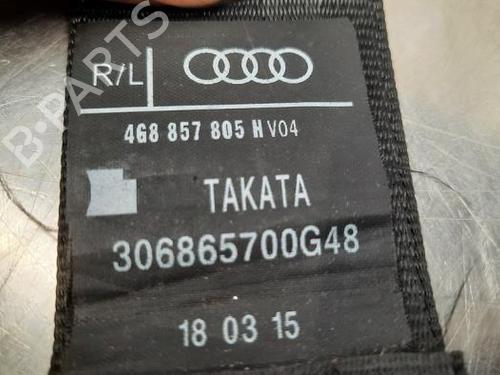 B-PARTS
R/L
4G8 857 805 H V04
TAKATA
306865700G48
18 03 15